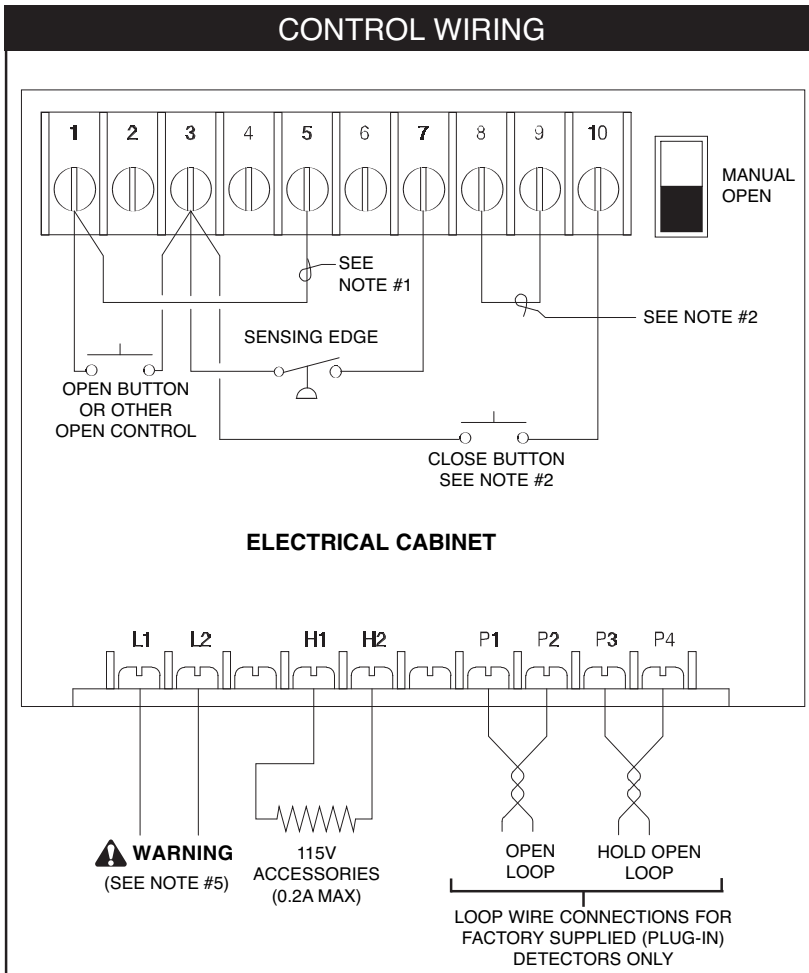 CONTROL WIRING
1 2 3 4 5 6 7 8 9 10
MANUAL
OPEN
SEE
NOTE #1
SEE NOTE #2
SENSING EDGE
OPEN BUTTON
OR OTHER
OPEN CONTROL
CLOSE BUTTON
SEE NOTE #2
ELECTRICAL CABINET
L1 L2 H1 H2 P1 P2 P3 P4
WARNING
(SEE NOTE #5)
115V
ACCESSORIES
(0.2A MAX)
OPEN
LOOP
HOLD OPEN
LOOP
LOOP WIRE CONNECTIONS FOR
FACTORY SUPPLIED (PLUG-IN)
DETECTORS ONLY